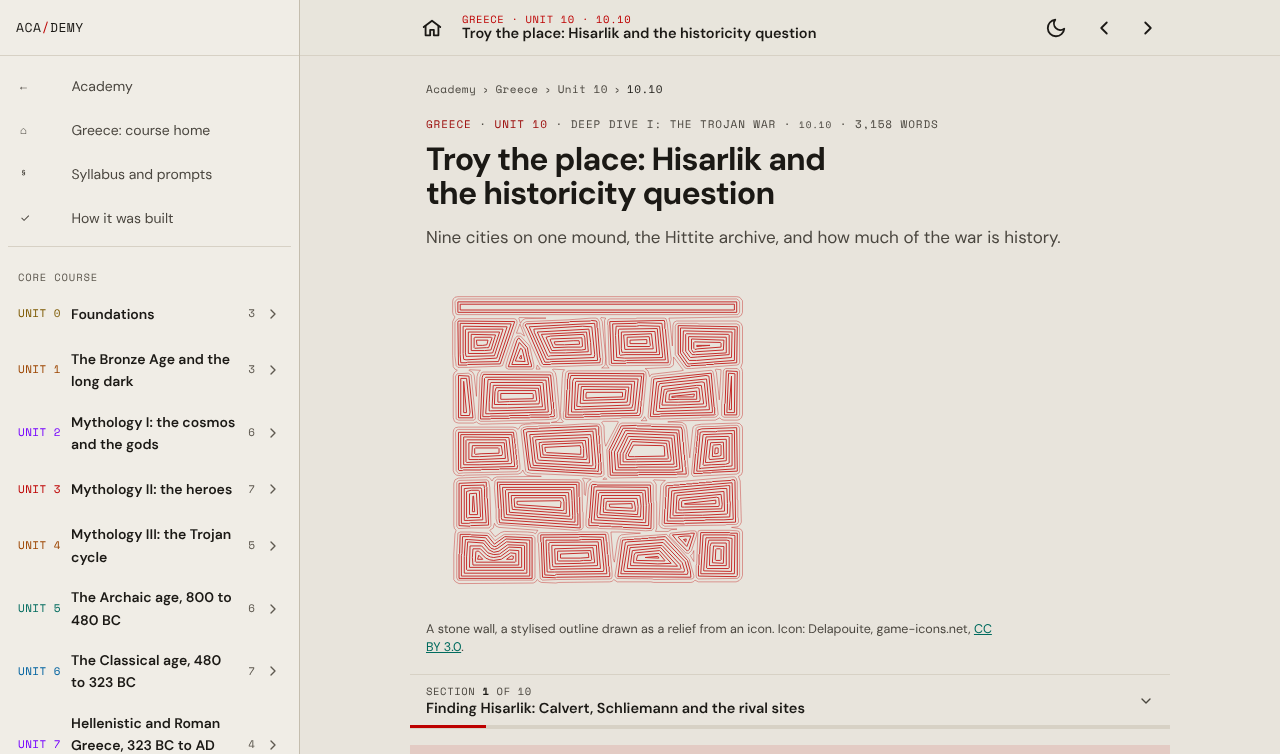 ACA/DEMY
← Academy
⌂ Greece: course home
§ Syllabus and prompts
✓ How it was built
CORE COURSE
UNIT 0 Foundations 3
UNIT 1 The Bronze Age and the long dark 3
UNIT 2 Mythology I: the cosmos and the gods 6
UNIT 3 Mythology II: the heroes 7
UNIT 4 Mythology III: the Trojan cycle 5
UNIT 5 The Archaic age, 800 to 480 BC 6
UNIT 6 The Classical age, 480 to 323 BC 7
UNIT 7 Hellenistic and Roman Greece, 323 BC to AD 4
GREECE · UNIT 10 · 10.10
Troy the place: Hisarlik and the historicity question
Academy › Greece › Unit 10 › 10.10
GREECE · UNIT 10 · DEEP DIVE I: THE TROJAN WAR · 10.10 · 3,158 WORDS
Troy the place: Hisarlik and
the historicity question
Nine cities on one mound, the Hittite archive, and how much of the war is history.
A stone wall, a stylised outline drawn as a relief from an icon. Icon: Delapouite, game-icons.net, CC
BY 3.0.
SECTION 1 OF 10
Finding Hisarlik: Calvert, Schliemann and the rival sites